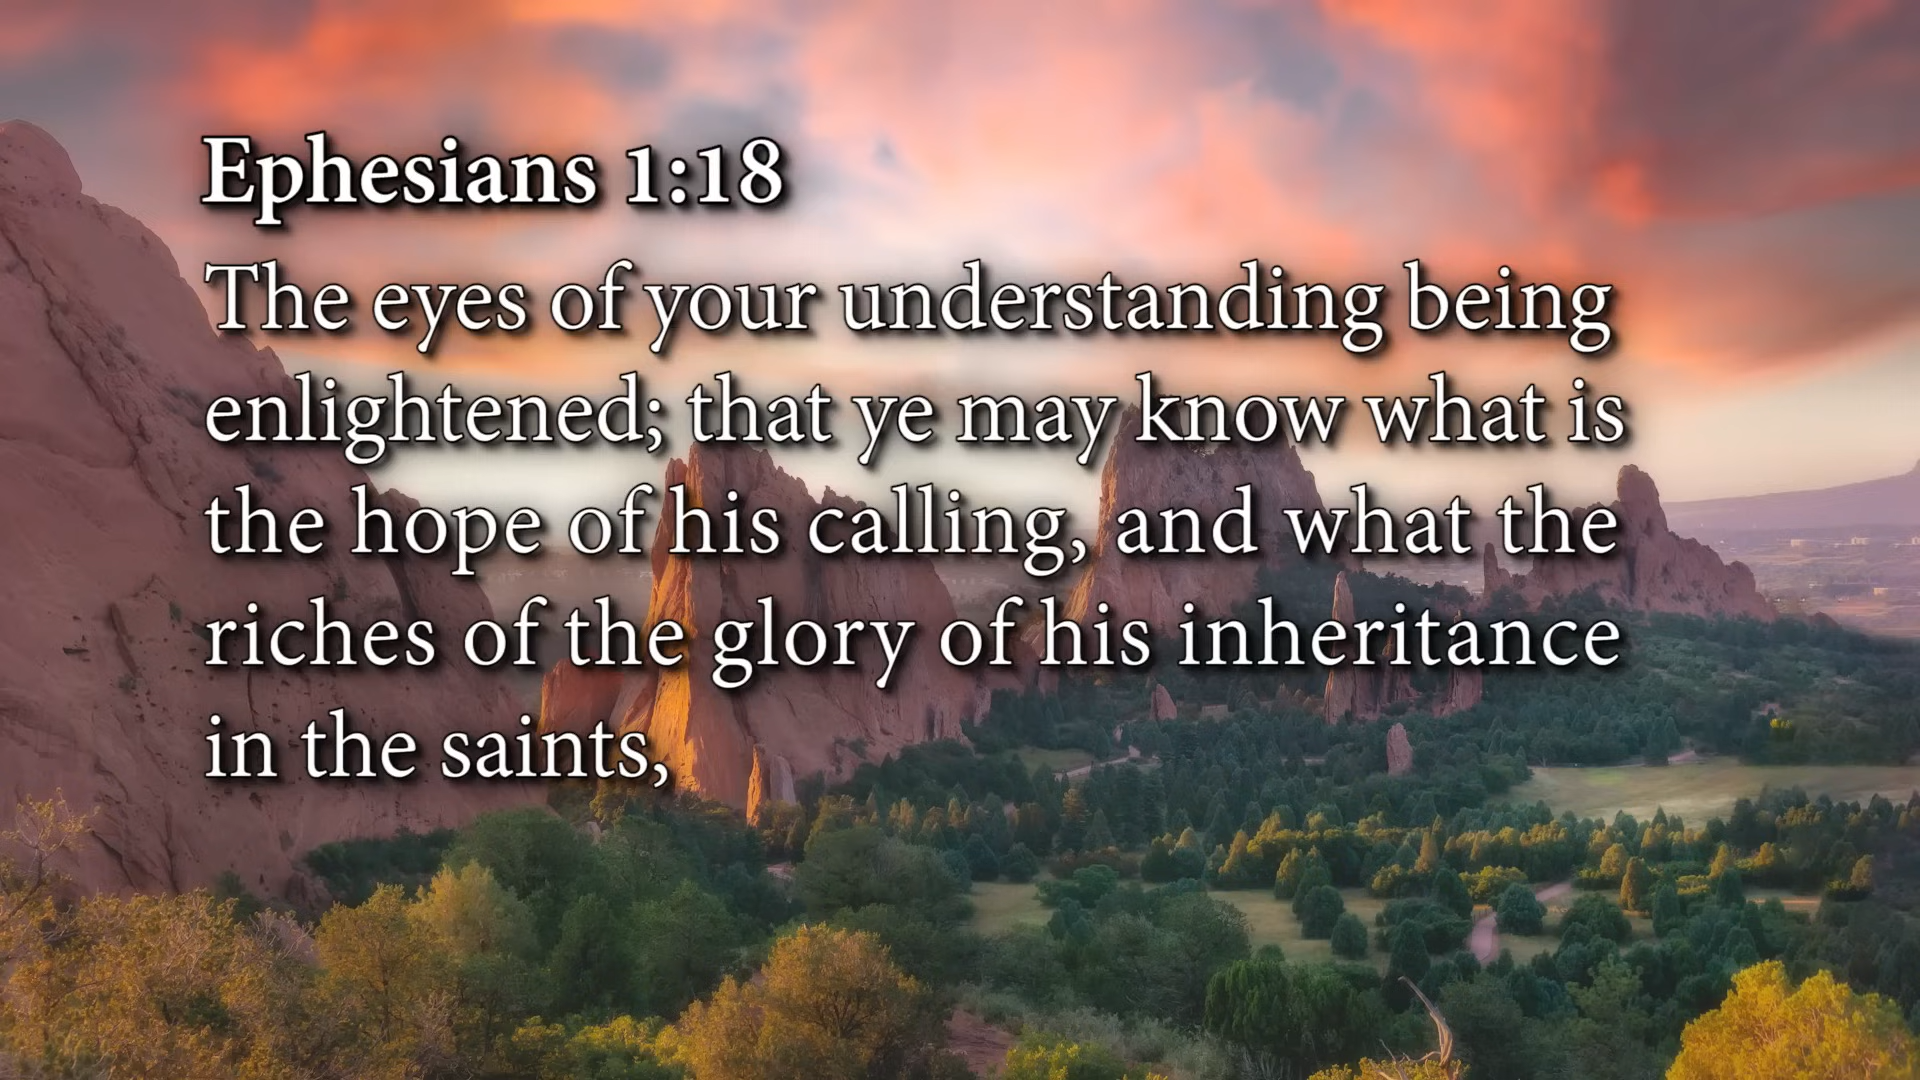 Ephesians 1:18
The eyes of your understanding being
enlightened; that ye may know what is
the hope of his calling, and what the
riches of the glory of his inheritance
in the saints,